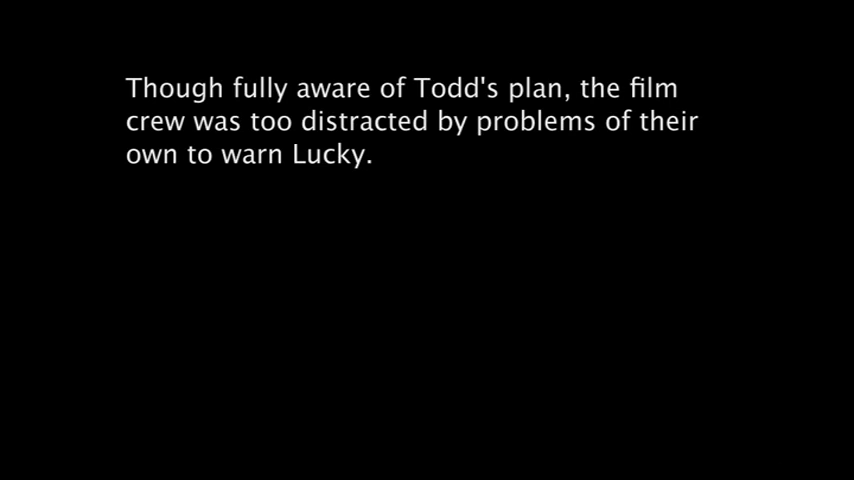 Though fully aware of Todd's plan, the film
crew was too distracted by problems of their
own to warn Lucky.